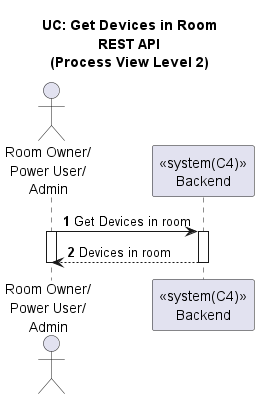 UC: Get Devices in Room
REST API
(Process View Level 2)
Room Owner/
Power User/
Admin
«system(C4)»
Backend
1 Get Devices in room
2 Devices in room
Room Owner/
Power User/
Admin
«system(C4)»
Backend